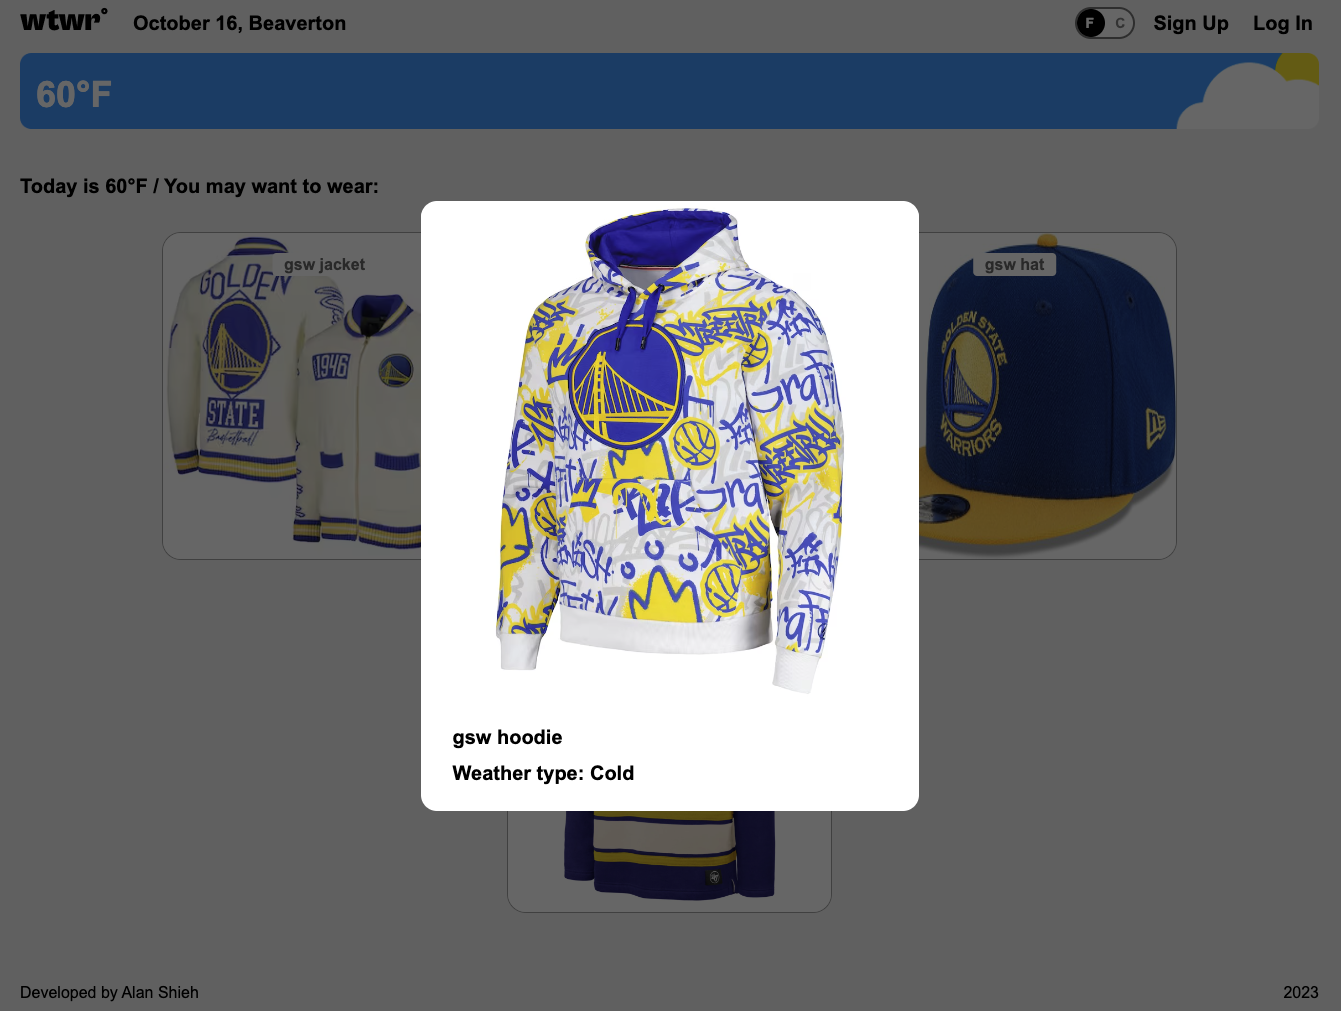 wtwr°
October 16, Beaverton
F C
Sign Up
Log In
60°F
Today is 60°F / You may want to wear:
gsw jacket
GOLDEN
STATE
Basketball
1946
gsw hat
GOLDEN STATE
WARRIORS
gsw hoodie
Weather type: Cold
Developed by Alan Shieh
2023